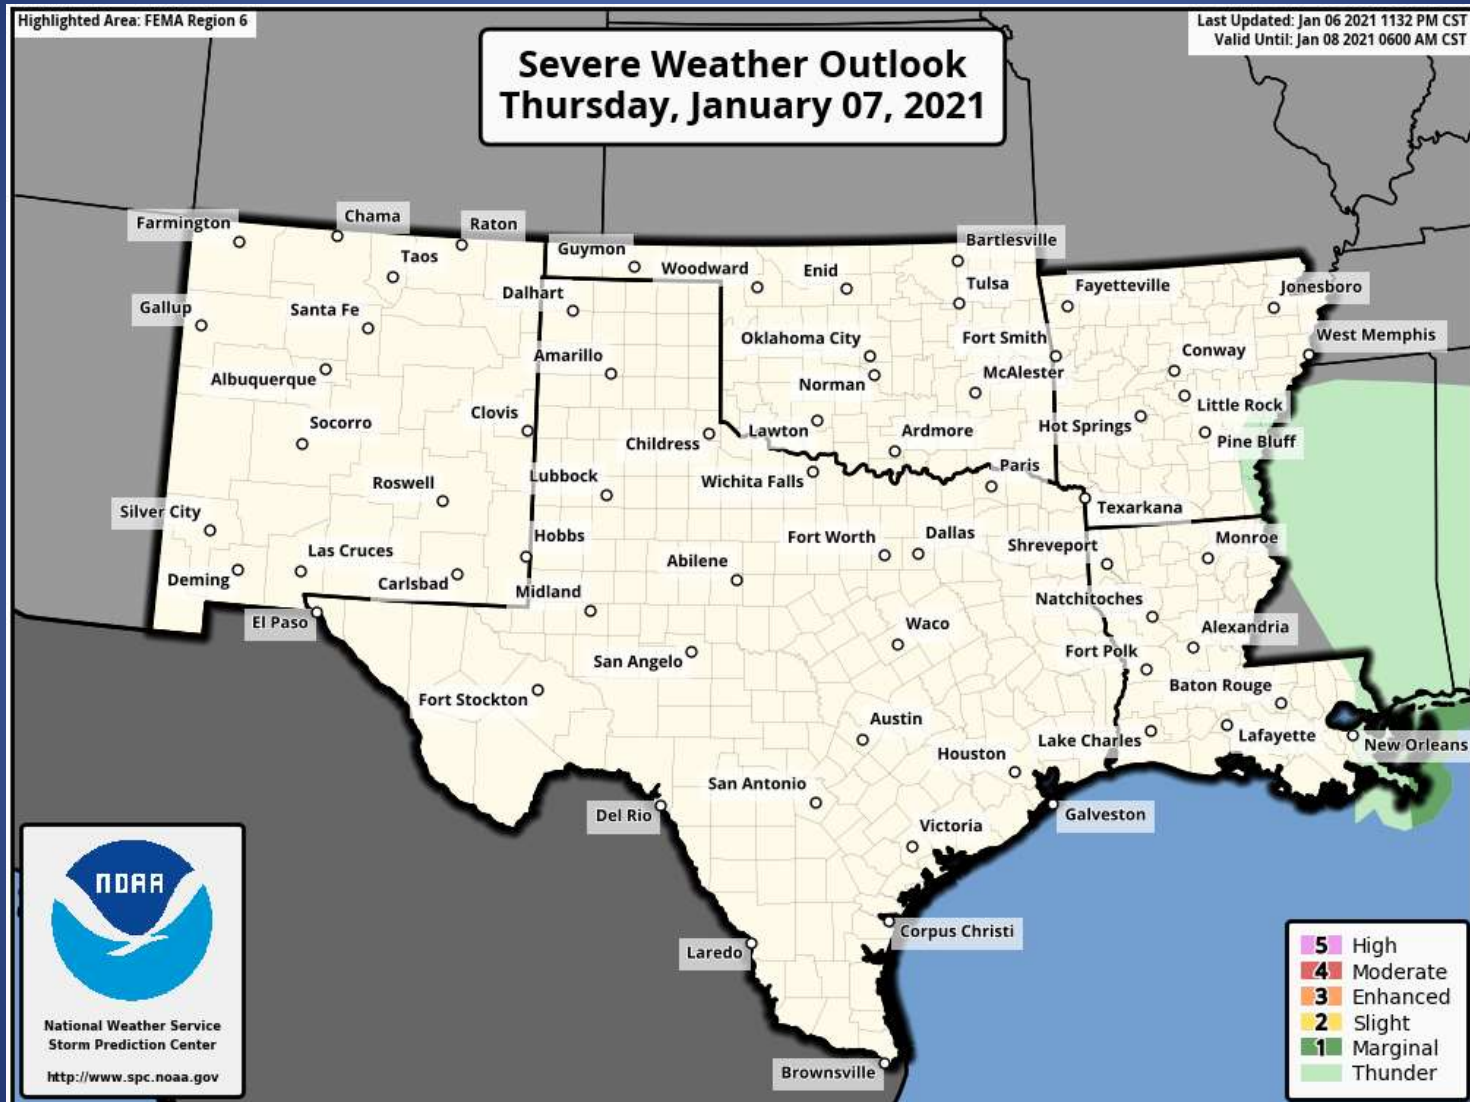 Highlighted Area: FEMA Region 6
Last Updated: Jan 06 2021 1132 PM CST
Valid Until: Jan 08 2021 0600 AM CST
Severe Weather Outlook
Thursday, January 07, 2021
Farmington
Chama
Raton
Taos
Guymon
Woodward
Enid
Bartlesville
Tulsa
Fayetteville
Jonesboro
Gallup
Santa Fe
Dalhart
Oklahoma City
Fort Smith
West Memphis
Conway
Albuquerque
Amarillo
Norman
McAlester
Little Rock
Socorro
Clovis
Childress
Lawton
Ardmore
Hot Springs
Pine Bluff
Roswell
Lubbock
Wichita Falls
Paris
Texarkana
Silver City
Las Cruces
Hobbs
Abilene
Fort Worth
Dallas
Shreveport
Monroe
Deming
Carlsbad
Midland
Natchitoches
El Paso
San Angelo
Waco
Alexandria
Fort Polk
Fort Stockton
Baton Rouge
Austin
Houston
Lake Charles
Lafayette
New Orleans
San Antonio
Del Rio
Victoria
Galveston
Corpus Christi
Laredo
Brownsville
NOAA
National Weather Service
Storm Prediction Center
http://www.spc.noaa.gov
5 High
4 Moderate
3 Enhanced
2 Slight
1 Marginal
Thunder